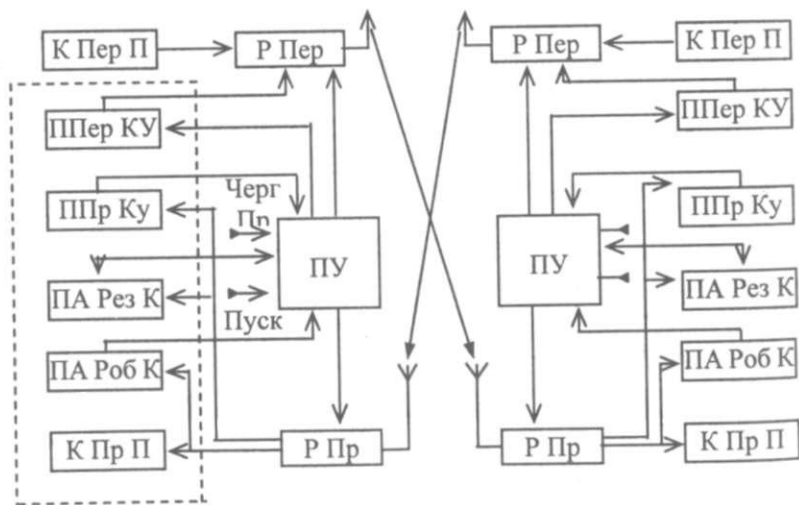 К Пер П
Р Пер
Р Пер
К Пер П
ППер КУ
ППер КУ
ППр Ку
Черг
Пр
ППр Ку
ПУ
ПУ
ПА Рез К
ПА Рез К
Пуск
ПА Роб К
ПА Роб К
К Пр П
Р Пр
Р Пр
К Пр П